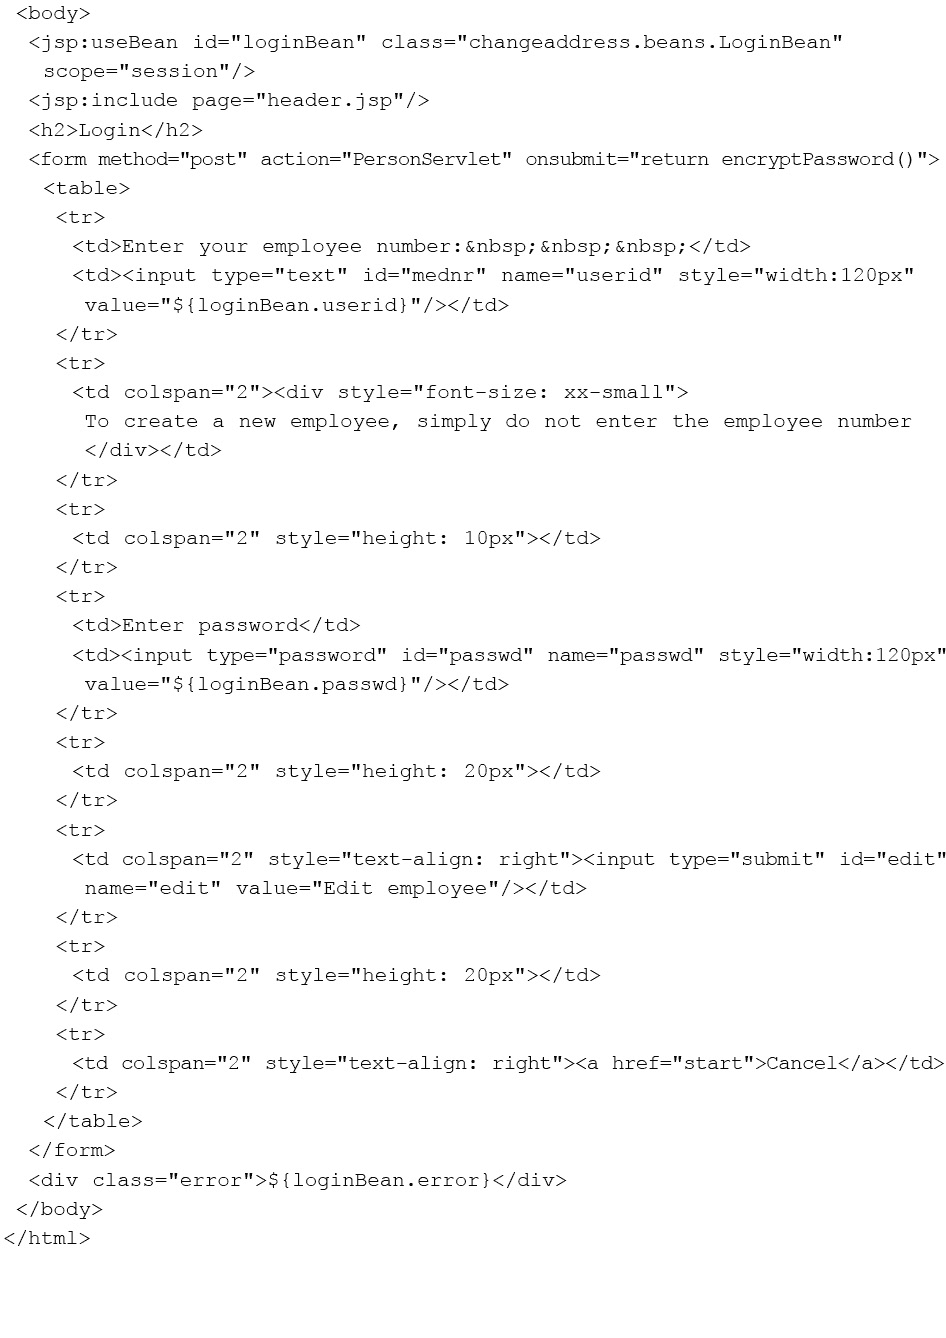 <body>
<jsp:useBean id="loginBean" class="changeaddress.beans.LoginBean"
scope="session"/>
<jsp:include page="header.jsp"/>
<h2>Login</h2>
<form method="post" action="PersonServlet" onsubmit="return encryptPassword()">
<table>
<tr>
<td>Enter your employee number:&nbsp;&nbsp;&nbsp;</td>
<td><input type="text" id="mednr" name="userid" style="width:120px"
value="${loginBean.userid}"/></td>
</tr>
<tr>
<td colspan="2"><div style="font-size: xx-small">
To create a new employee, simply do not enter the employee number
</div></td>
</tr>
<tr>
<td colspan="2" style="height: 10px"></td>
</tr>
<tr>
<td>Enter password</td>
<td><input type="password" id="passwd" name="passwd" style="width:120px"
value="${loginBean.passwd}"/></td>
</tr>
<tr>
<td colspan="2" style="height: 20px"></td>
</tr>
<tr>
<td colspan="2" style="text-align: right"><input type="submit" id="edit"
name="edit" value="Edit employee"/></td>
</tr>
<tr>
<td colspan="2" style="height: 20px"></td>
</tr>
<tr>
<td colspan="2" style="text-align: right"><a href="start">Cancel</a></td>
</tr>
</table>
</form>
<div class="error">${loginBean.error}</div>
</body>
</html>